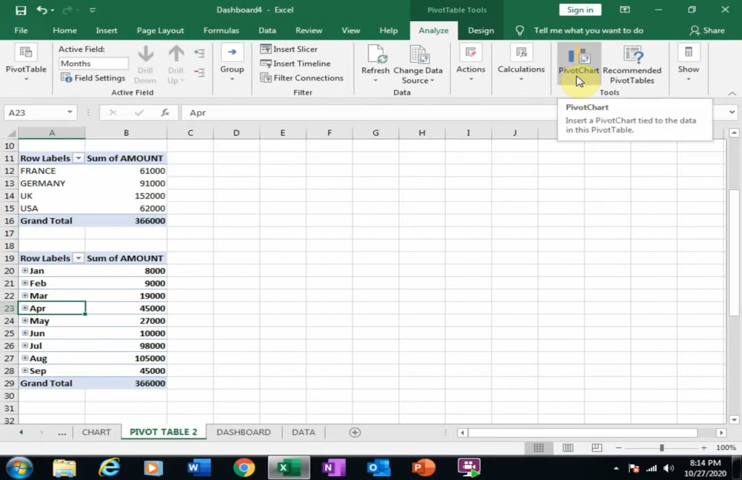 Dashboard4 - Excel
PivotTable Tools
Sign in
File Home Insert Page Layout Formulas Data Review View Help Analyze Design Tell me what you want to do Share
PivotTable
Active Field:
Months
Field Settings
Drill Down
Drill Up
Active Field
Group
Insert Slicer
Insert Timeline
Filter Connections
Filter
Refresh
Change Data Source
Data
Actions
Calculations
PivotChart
Recommended PivotTables
Tools
Show
A23 fx Apr
PivotChart
Insert a PivotChart tied to the data
in this PivotTable.
A B C D E F G H I J
10
11 Row Labels Sum of AMOUNT
12 FRANCE 61000
13 GERMANY 91000
14 UK 152000
15 USA 62000
16 Grand Total 366000
17
18
19 Row Labels Sum of AMOUNT
20 Jan 8000
21 Feb 9000
22 Mar 19000
23 Apr 45000
24 May 27000
25 Jun 10000
26 Jul 98000
27 Aug 105000
28 Sep 45000
29 Grand Total 366000
30
31
32
... CHART PIVOT TABLE 2 DASHBOARD DATA
100%
8:14 PM
10/27/2020